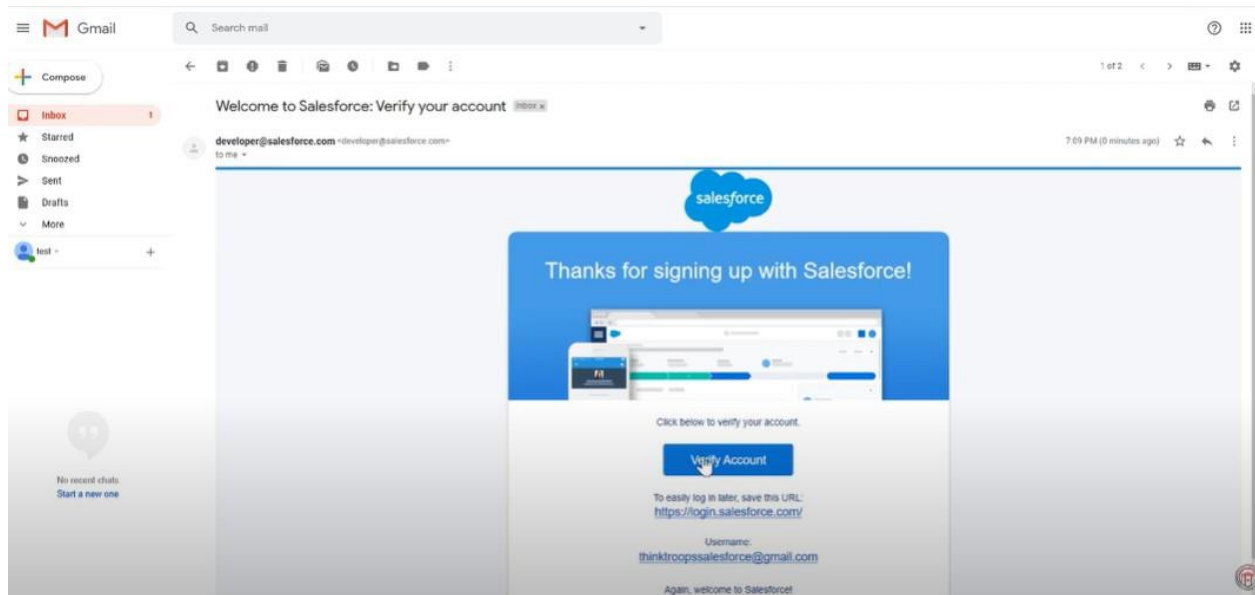 Gmail
Search mail
Compose
1 of 2
Welcome to Salesforce: Verify your account Inbox x
Inbox 1
Starred
developer@salesforce.com <developer@salesforce.com>
7:09 PM (0 minutes ago)
to me
Snoozed
Sent
Drafts
More
test
salesforce
Thanks for signing up with Salesforce!
Click below to verify your account.
Verify Account
No recent chats
Start a new one
To easily log in later, save this URL:
https://login.salesforce.com/
Username:
thinktroopssalesforce@gmail.com
Again, welcome to Salesforce!